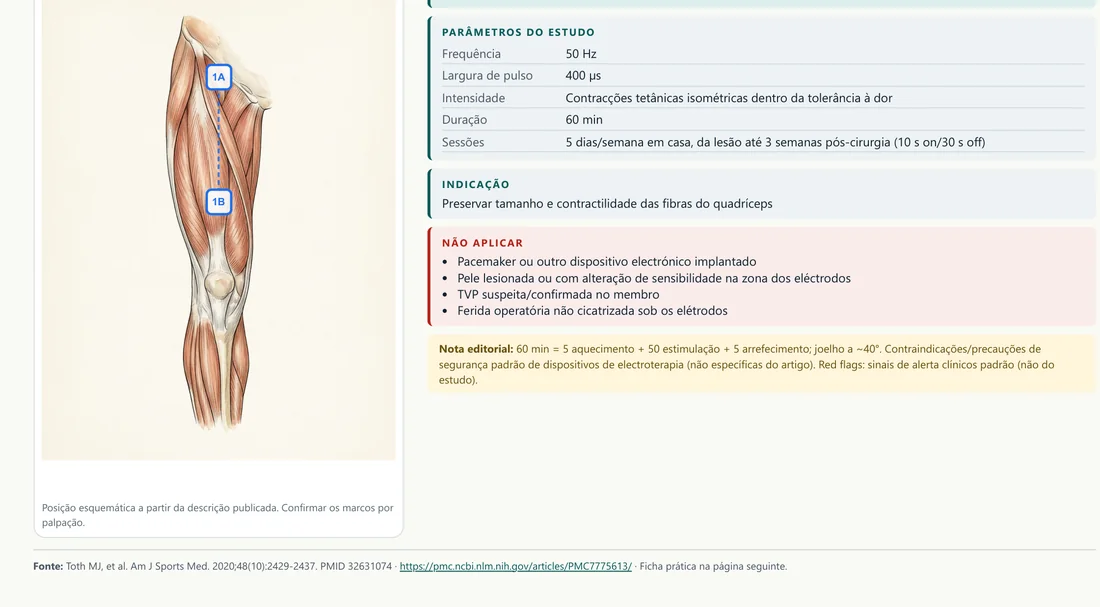 1A
1B
Posição esquemática a partir da descrição publicada. Confirmar os marcos por
palpação.
PARÂMETROS DO ESTUDO
Frequência 50 Hz
Largura de pulso 400 µs
Intensidade Contracções tetânicas isométricas dentro da tolerância à dor
Duração 60 min
Sessões 5 dias/semana em casa, da lesão até 3 semanas pós-cirurgia (10 s on/30 s off)
INDICAÇÃO
Preservar tamanho e contractilidade das fibras do quadríceps
NÃO APLICAR
• Pacemaker ou outro dispositivo electrónico implantado
• Pele lesionada ou com alteração de sensibilidade na zona dos eléctrodos
• TVP suspeita/confirmada no membro
• Ferida operatória não cicatrizada sob os elétrodos
Nota editorial: 60 min = 5 aquecimento + 50 estimulação + 5 arrefecimento; joelho a ~40°. Contraindicações/precauções de
segurança padrão de dispositivos de electroterapia (não específicas do artigo). Red flags: sinais de alerta clínicos padrão (não do
estudo).
Fonte: Toth MJ, et al. Am J Sports Med. 2020;48(10):2429-2437. PMID 32631074 · https://pmc.ncbi.nlm.nih.gov/articles/PMC7775613/ · Ficha prática na página seguinte.